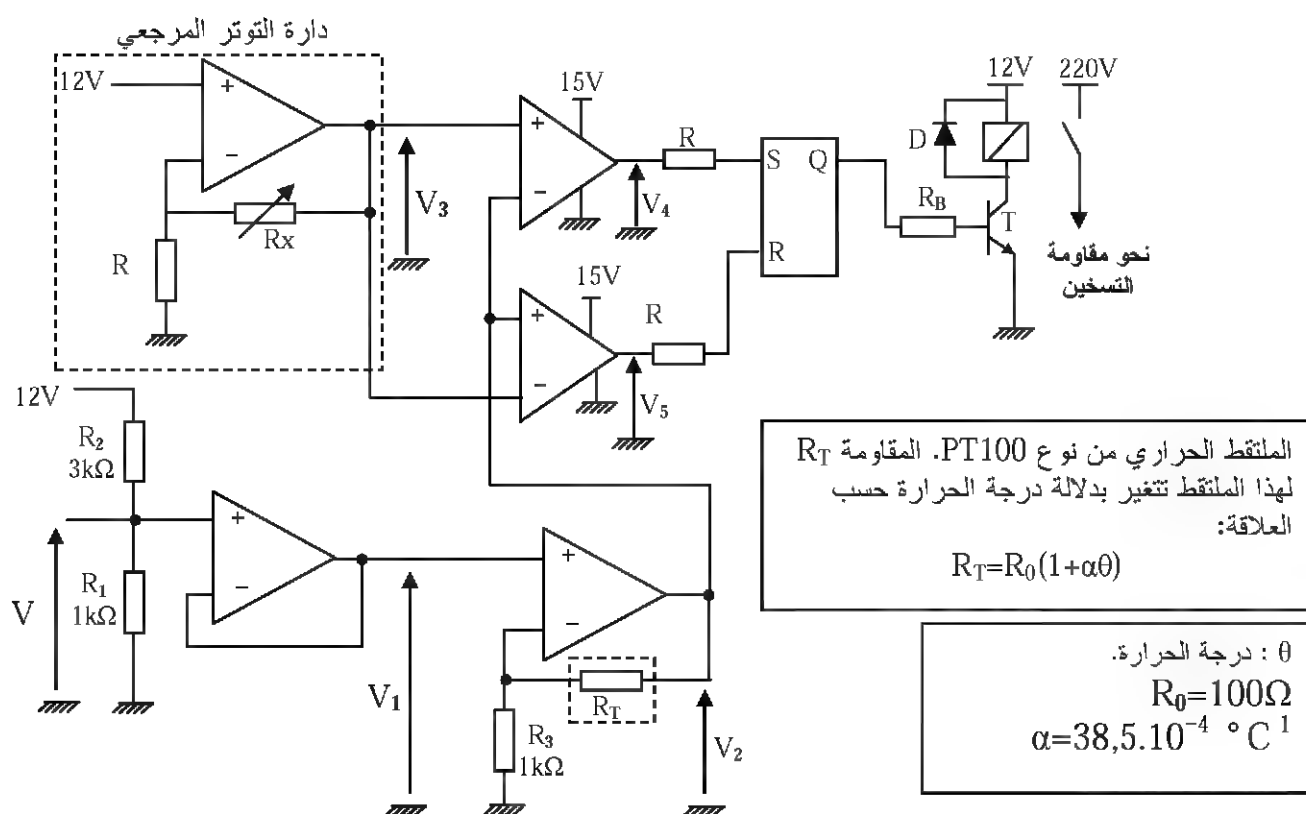 دارة التوتر المرجعي
12V
+
−
R
Rx
V3
15V
+
−
V4
R
S Q
R
12V 220V
D
RB
T
نحو مقاومة
التسخين
15V
+
−
V5
R
12V
R2
3kΩ
R1
1kΩ
V
+
−
V1
+
−
RT
R3
1kΩ
V2
الملتقط الحراري من نوع PT100. المقاومة RT
لهذا الملتقط تتغير بدلالة درجة الحرارة حسب
العلاقة:
RT=R0(1+αθ)
θ : درجة الحرارة.
R0=100Ω
α=38,5.10⁻⁴ °C ¹